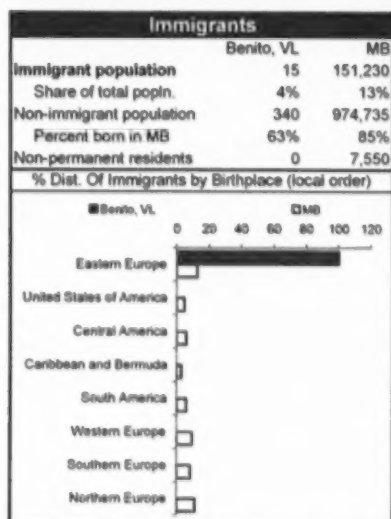 Immigrants
Benito, VL MB
Immigrant population 15 151,230
Share of total popln. 4% 13%
Non-immigrant population 340 974,735
Percent born in MB 63% 85%
Non-permanent residents 0 7,550
% Dist. Of Immigrants by Birthplace (local order)
Benito, VL MB
0 20 40 60 80 100 120
Eastern Europe
United States of America
Central America
Caribbean and Bermuda
South America
Western Europe
Southern Europe
Northern Europe